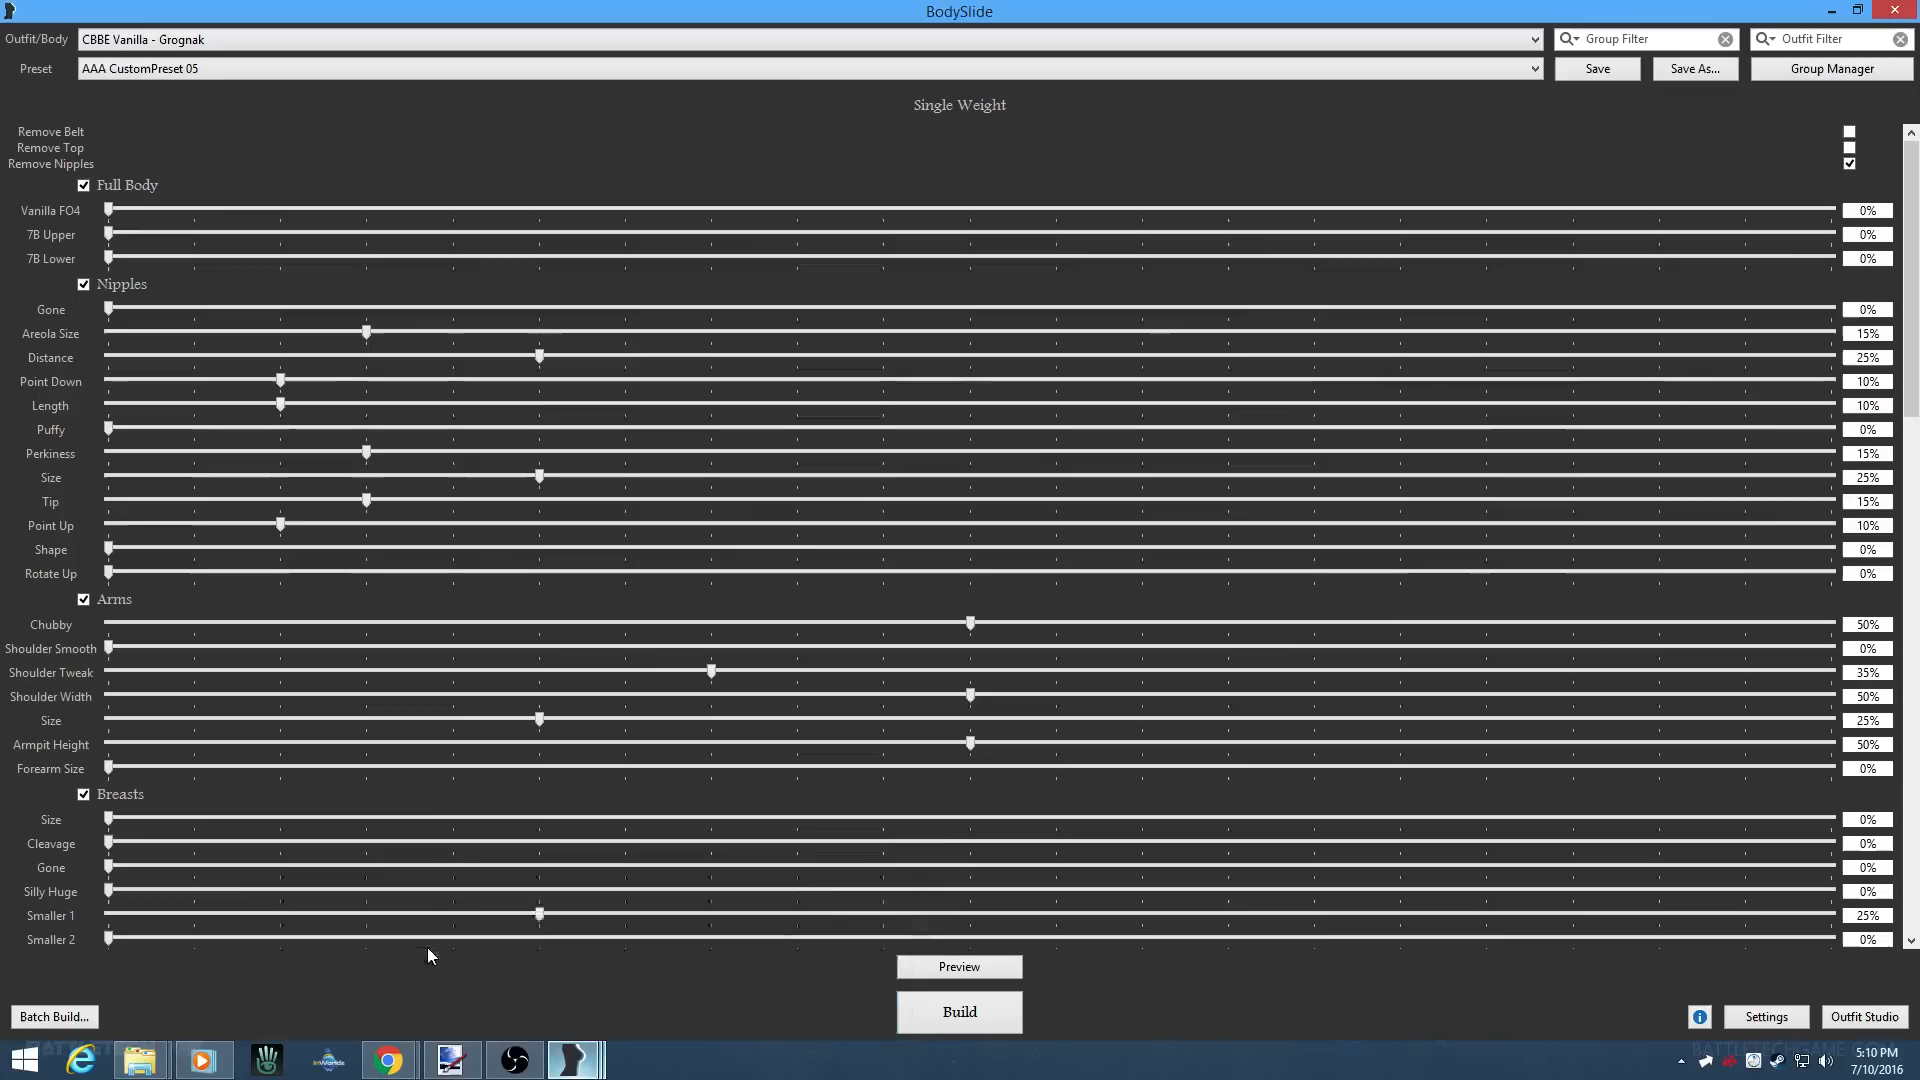 BodySlide
Outfit/Body CBBE Vanilla - Grognak Group Filter Outfit Filter
Preset AAA CustomPreset 05 Save Save As... Group Manager
Single Weight
Remove Belt
Remove Top
Remove Nipples
Full Body
Vanilla FO4 0%
7B Upper 0%
7B Lower 0%
Nipples
Gone 0%
Areola Size 15%
Distance 25%
Point Down 10%
Length 10%
Puffy 0%
Perkiness 15%
Size 25%
Tip 15%
Point Up 10%
Shape 0%
Rotate Up 0%
Arms
Chubby 50%
Shoulder Smooth 0%
Shoulder Tweak 35%
Shoulder Width 50%
Size 25%
Armpit Height 50%
Forearm Size 0%
Breasts
Size 0%
Cleavage 0%
Gone 0%
Silly Huge 0%
Smaller 1 25%
Smaller 2 0%
Preview
Batch Build... Build Settings Outfit Studio
InWorldz
BATTLETECHGAME.COM
5:10 PM
7/10/2016